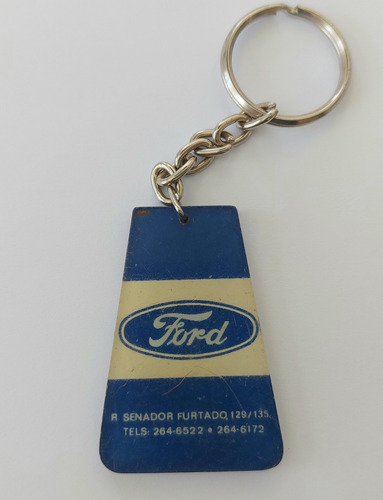 Ford
R SENADOR FURTADO, 129/135.
TELS: 264-6522 * 264-6172